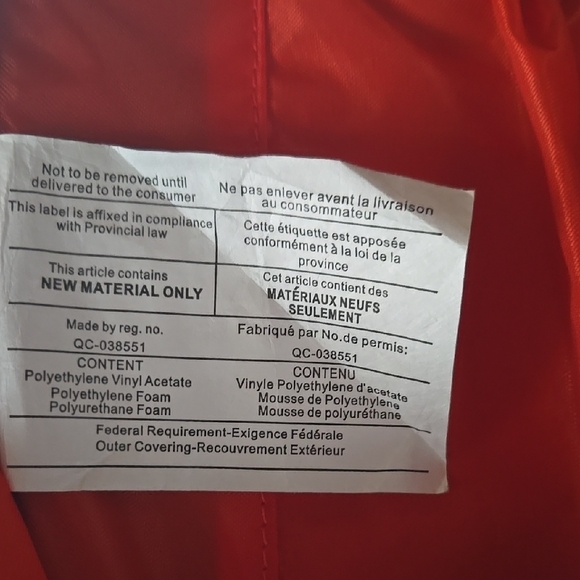 Not to be removed until
delivered to the consumer
Ne pas enlever avant la livraison
au consommateur
This label is affixed in compliance
with Provincial law
Cette étiquette est apposée
conformément à la loi de la
province
This article contains
NEW MATERIAL ONLY
Cet article contient des
MATÉRIAUX NEUFS
SEULEMENT
Made by reg. no.
QC-038551
Fabriqué par No.de permis:
QC-038551
CONTENT
Polyethylene Vinyl Acetate
Polyethylene Foam
Polyurethane Foam
CONTENU
Vinyle Polyethylene d'acetate
Mousse de Polyethylene
Mousse de polyuréthane
Federal Requirement-Exigence Fédérale
Outer Covering-Recouvrement Extérieur